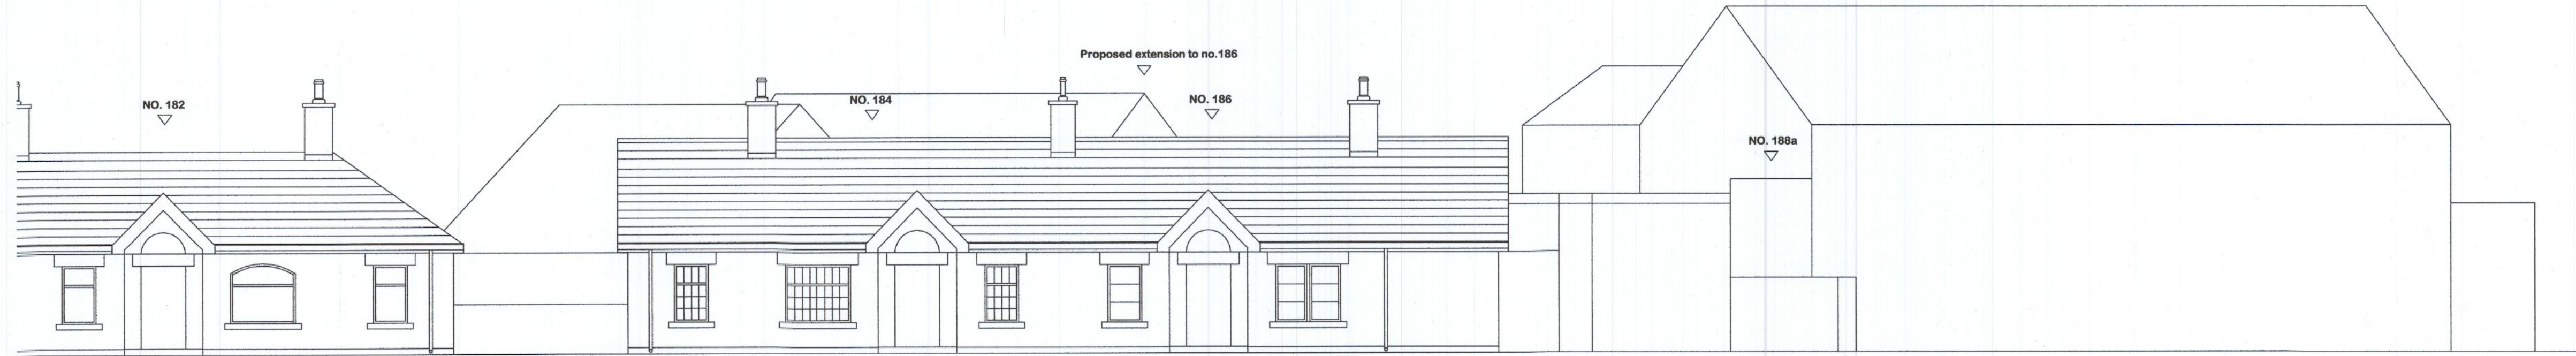 NO. 182
Proposed extension to no.186
NO. 184
NO. 186
NO. 188a